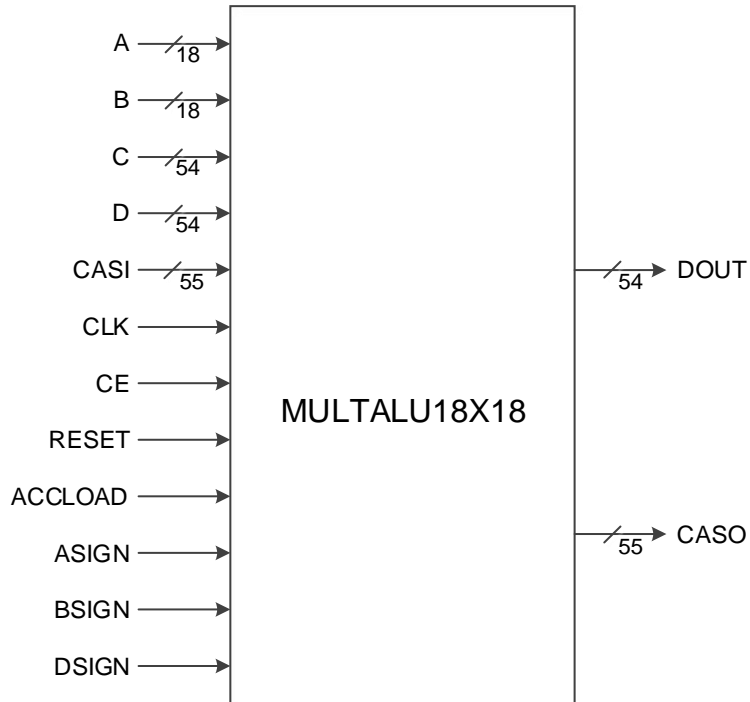 A
18
B
18
C
54
D
54
CASI
55
54
DOUT
CLK
CE
MULTALU18X18
RESET
ACCLOAD
55
CASO
ASIGN
BSIGN
DSIGN